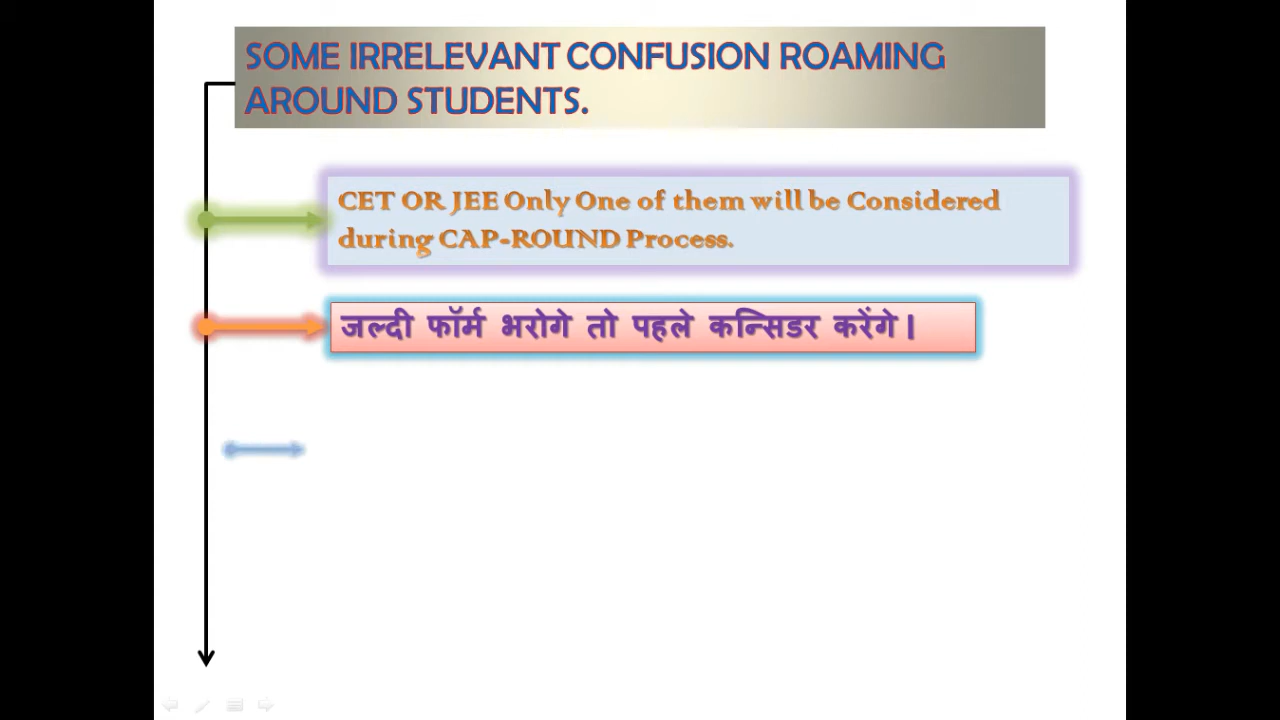 SOME IRRELEVANT CONFUSION ROAMING
AROUND STUDENTS.
CET OR JEE Only One of them will be Considered
during CAP-ROUND Process.
जल्दी फॉर्म भरोगे तो पहले कन्सिडर करेंगे।